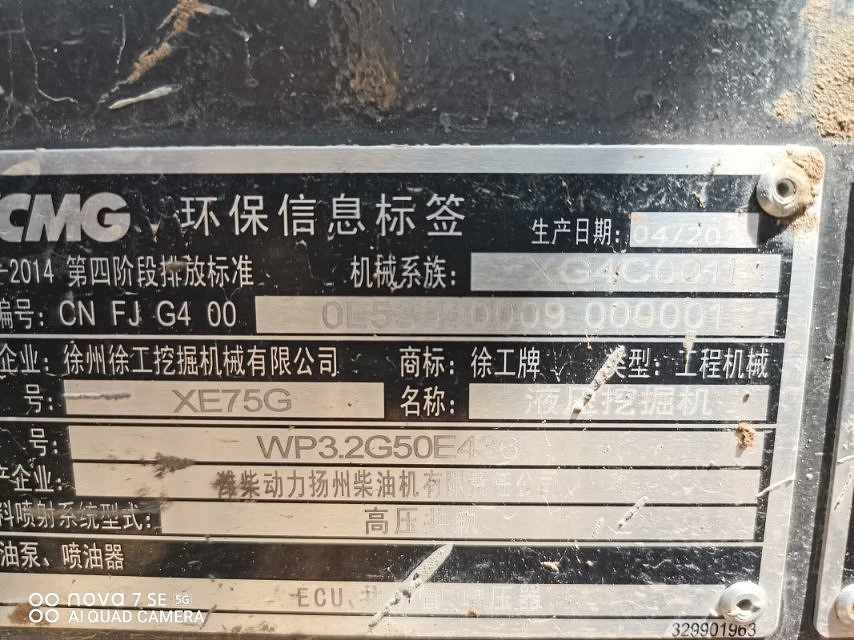 CMG 环保信息标签 生产日期: 04/20
-2014 第四阶段排放标准 机械系族:
编号: CN FJ G4 00
企业: 徐州徐工挖掘机械有限公司 商标: 徐工牌 类型: 工程机械
号: XE75G 名称: 液压挖掘机
号: WP3.2G50E436
产企业: 潍柴动力扬州柴油机有限责任公司
料喷射系统型式: 高压共轨
油泵、喷油器
ECU、
nova 7 SE 5G
AI QUAD CAMERA
329901963